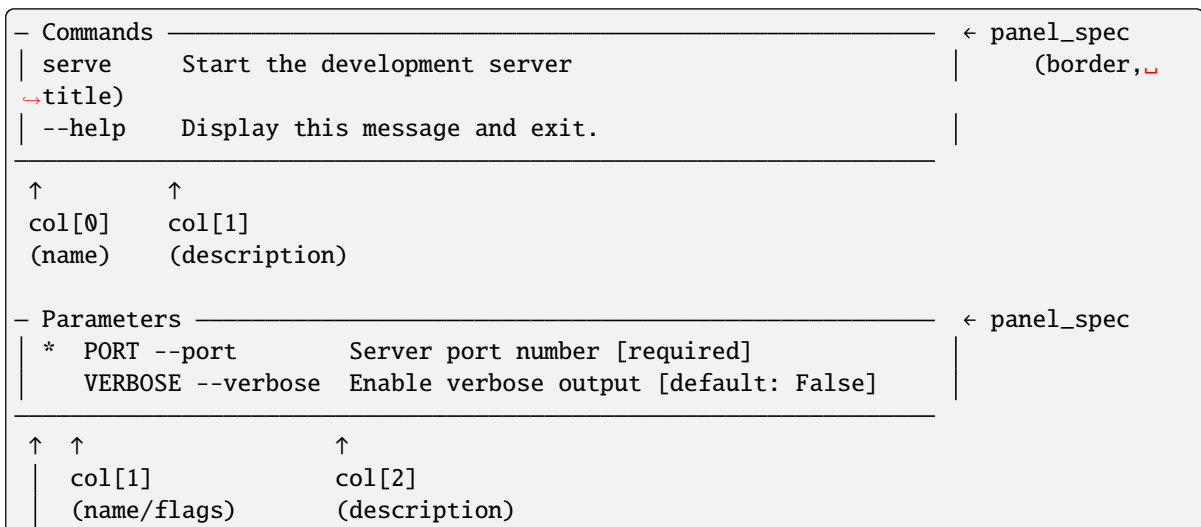 ─ Commands ─────────────────────────────────────────────────────── ← panel_spec
│ serve     Start the development server                           │     (border,␣
↪title)
│ --help    Display this message and exit.                         │
──────────────────────────────────────────────────────────────────
 ↑         ↑
 col[0]    col[1]
 (name)    (description)
─ Parameters ───────────────────────────────────────────────────── ← panel_spec
│ *  PORT --port        Server port number [required]              │
│    VERBOSE --verbose  Enable verbose output [default: False]     │
──────────────────────────────────────────────────────────────────
 ↑  ↑                  ↑
 │  col[1]             col[2]
 │  (name/flags)       (description)